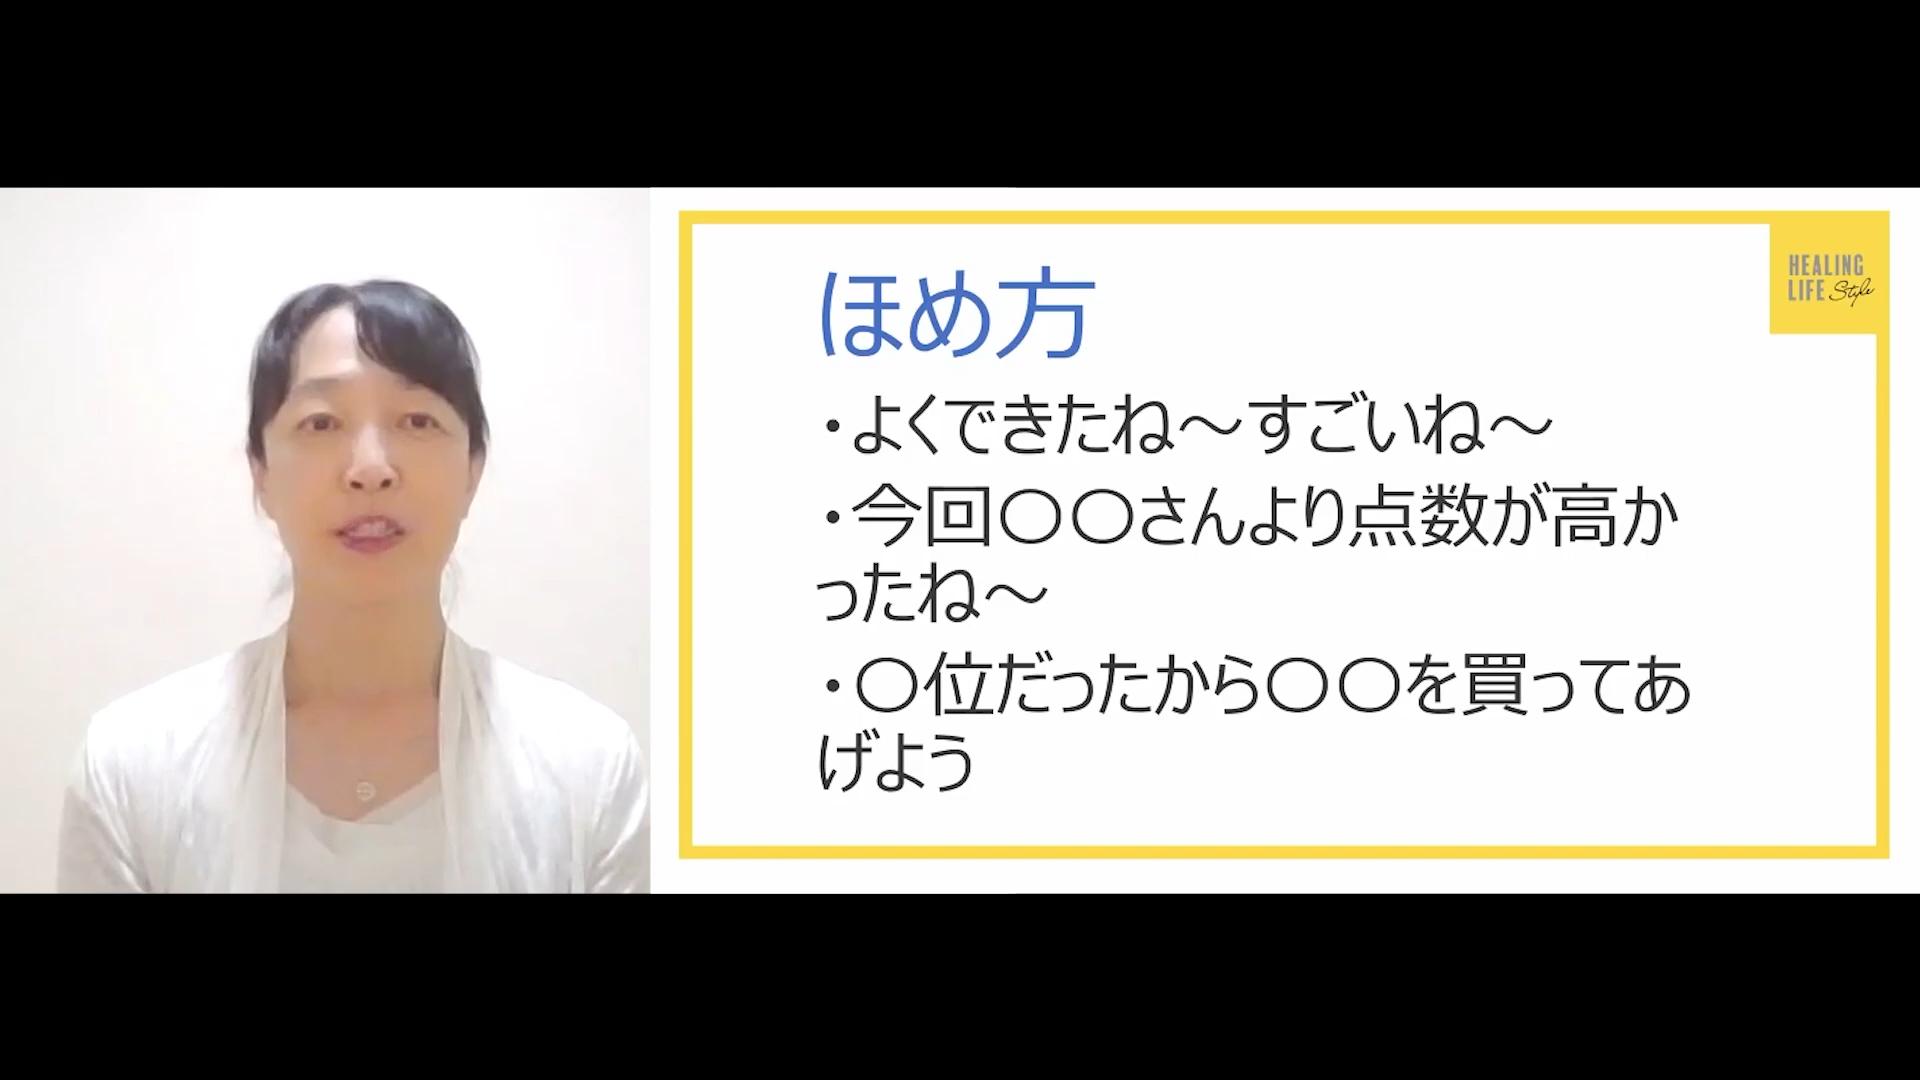 ほめ方
・よくできたね～すごいね～
・今回〇〇さんより点数が高か
ったね～
・〇位だったから〇〇を買ってあ
げよう
HEALING
LIFE Style